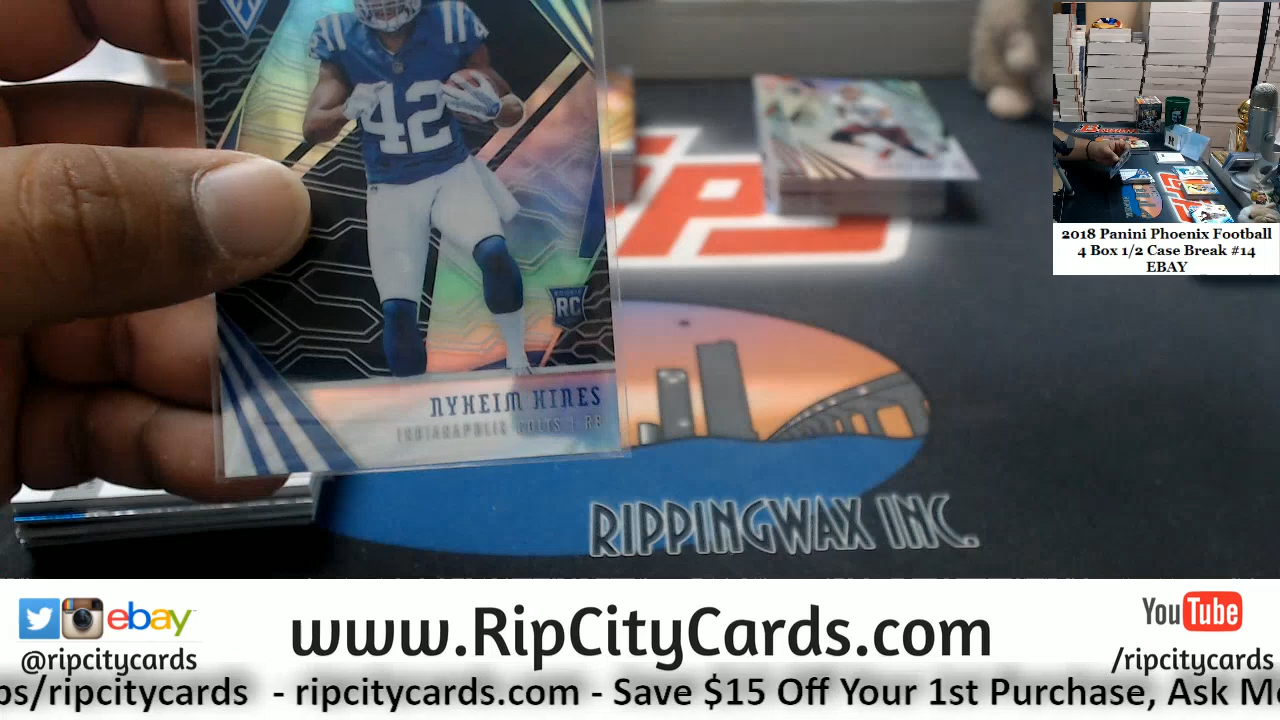 42
RC
NYHEIM HINES
INDIANAPOLIS COLTS | RB
RIPPINGWAX INC.
2018 Panini Phoenix Football
4 Box 1/2 Case Break #14
EBAY
ebay
@ripcitycards
www.RipCityCards.com
YouTube
/ripcitycards
ps/ripcitycards - ripcitycards.com - Save $15 Off Your 1st Purchase, Ask M